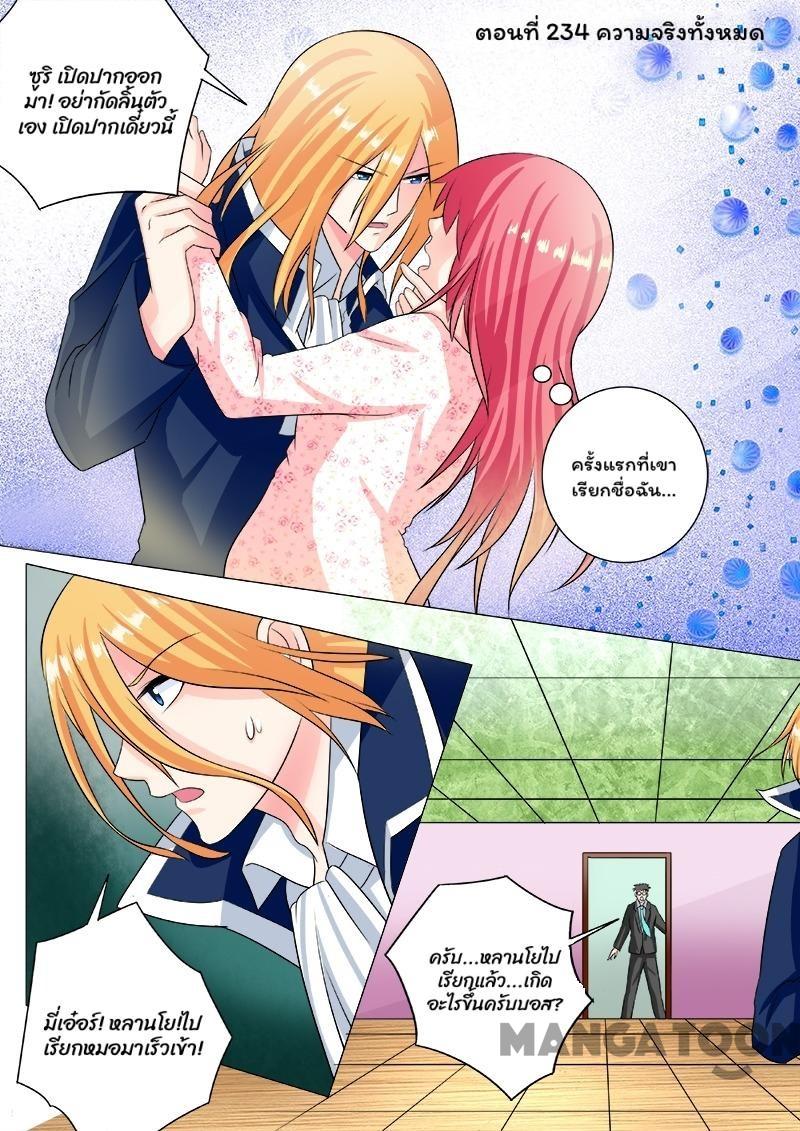 ตอนที่ 234 ความจริงทั้งหมด
ซูริ เปิดปากออก
มา! อย่ากัดลิ้นตัว
เอง เปิดปากเดี๋ยวนี้
ครั้งแรกที่เขา
เรียกชื่อฉัน...
มี่เอ๋อร์! หลานโย!ไป
เรียกหมอมาเร็วเข้า!
ครับ...หลานโยไป
เรียกแล้ว...เกิด
อะไรขึ้นครับบอส?
MANGATOON